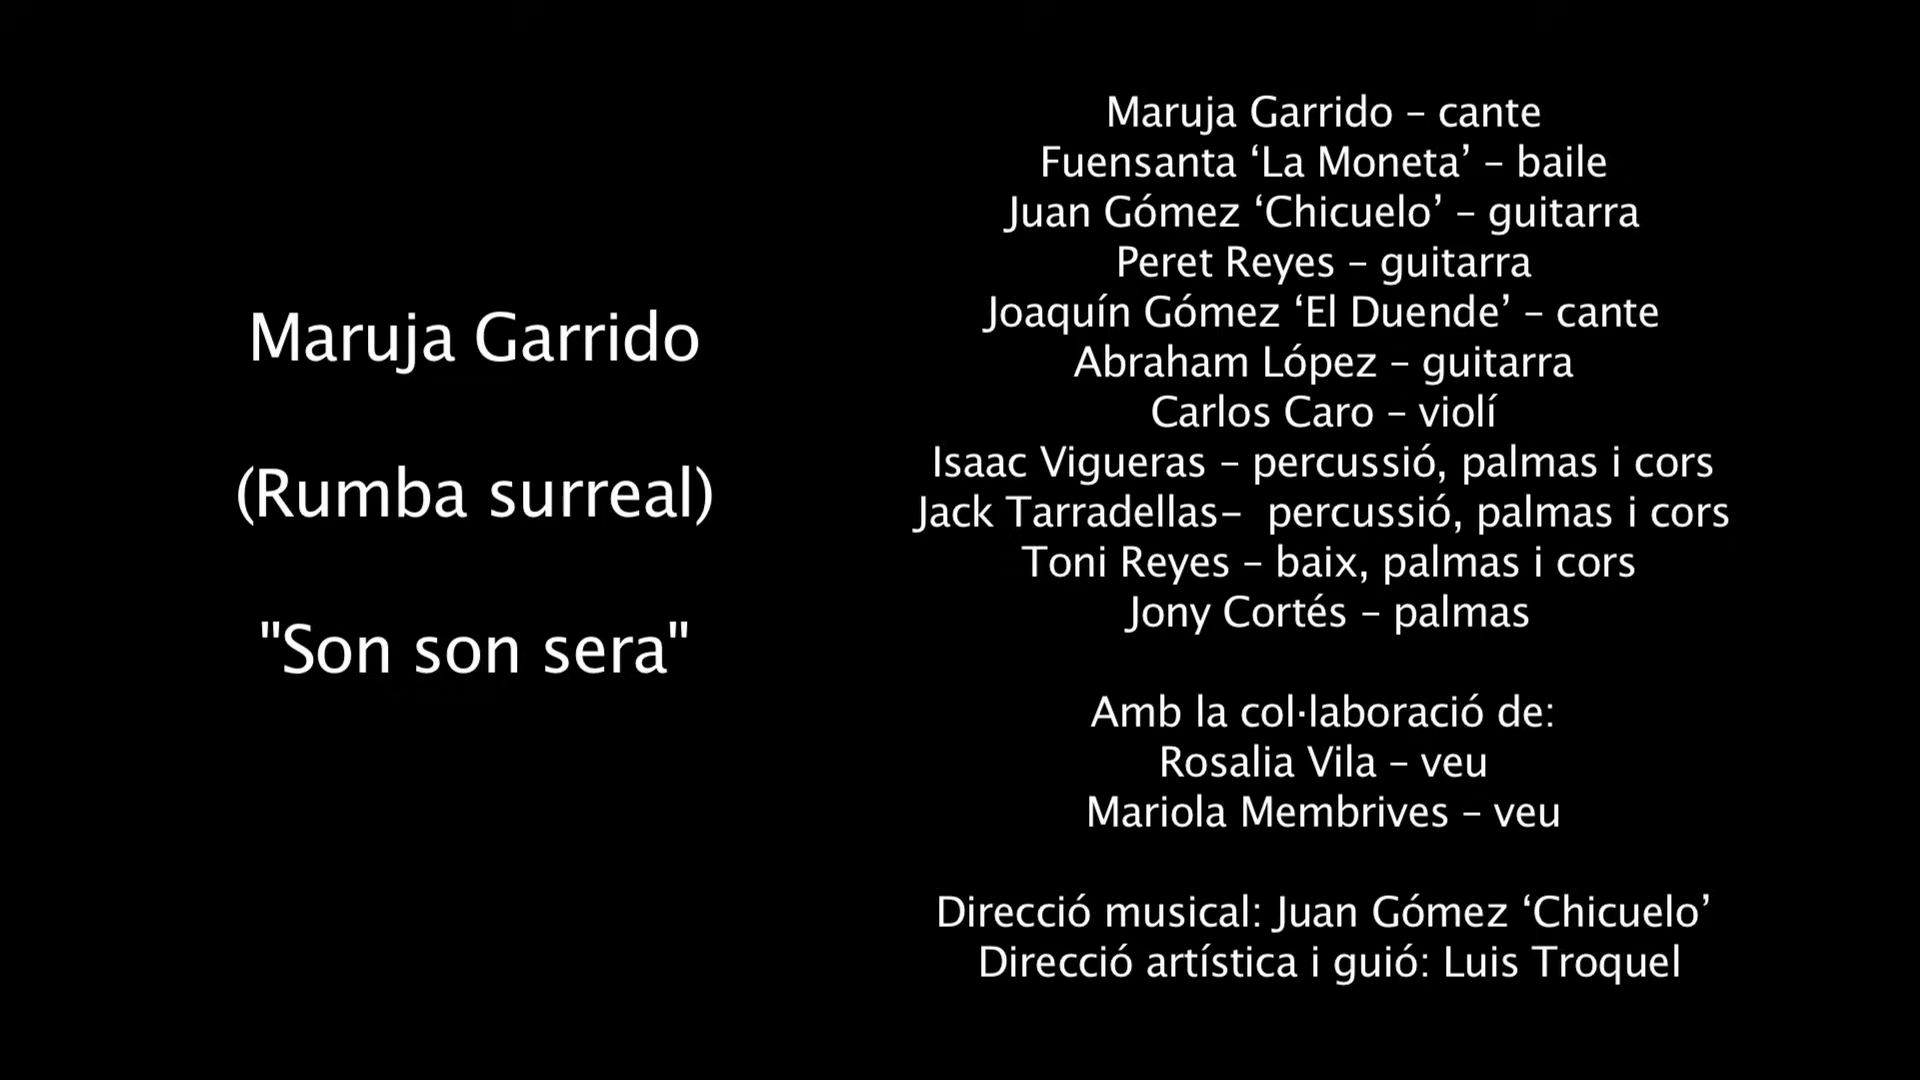 Maruja Garrido
(Rumba surreal)
"Son son sera"
Maruja Garrido – cante
Fuensanta ‘La Moneta’ – baile
Juan Gómez ‘Chicuelo’ – guitarra
Peret Reyes – guitarra
Joaquín Gómez ‘El Duende’ – cante
Abraham López – guitarra
Carlos Caro – violí
Isaac Vigueras – percussió, palmas i cors
Jack Tarradellas–  percussió, palmas i cors
Toni Reyes – baix, palmas i cors
Jony Cortés – palmas
Amb la col·laboració de:
Rosalia Vila – veu
Mariola Membrives – veu
Direcció musical: Juan Gómez ‘Chicuelo’
Direcció artística i guió: Luis Troquel